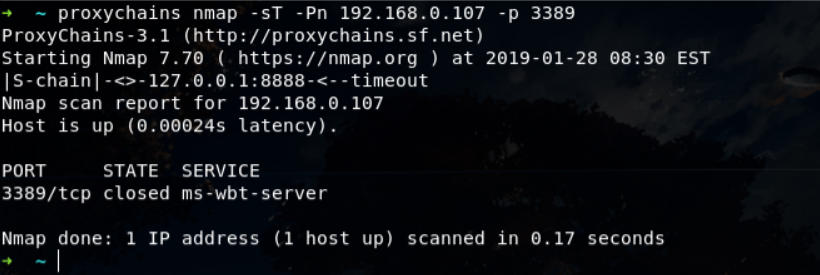 → ~ proxychains nmap -sT -Pn 192.168.0.107 -p 3389
ProxyChains-3.1 (http://proxychains.sf.net)
Starting Nmap 7.70 ( https://nmap.org ) at 2019-01-28 08:30 EST
|S-chain|-<>-127.0.0.1:8888-<--timeout
Nmap scan report for 192.168.0.107
Host is up (0.00024s latency).
PORT     STATE  SERVICE
3389/tcp closed ms-wbt-server
Nmap done: 1 IP address (1 host up) scanned in 0.17 seconds
→ ~